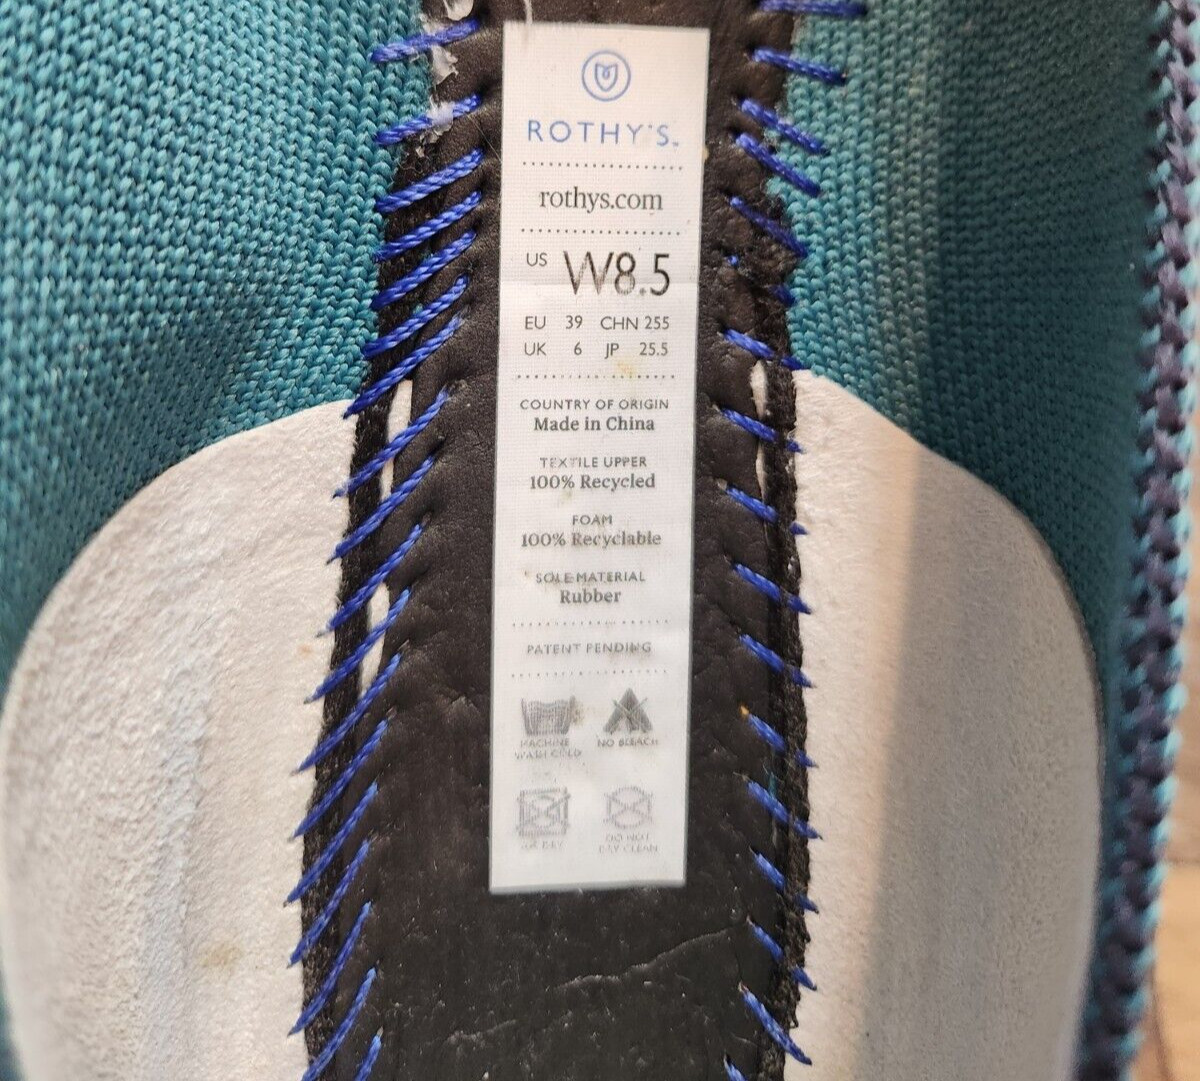 ROTHY'S.
rothys.com
US W8.5
EU 39 CHN 255
UK 6 JP 25.5
COUNTRY OF ORIGIN
Made in China
TEXTILE UPPER
100% Recycled
FOAM
100% Recyclable
SOLE MATERIAL
Rubber
PATENT PENDING
MACHINE WASH COLD
NO BLEACH
AIR DRY
DO NOT DRY CLEAN